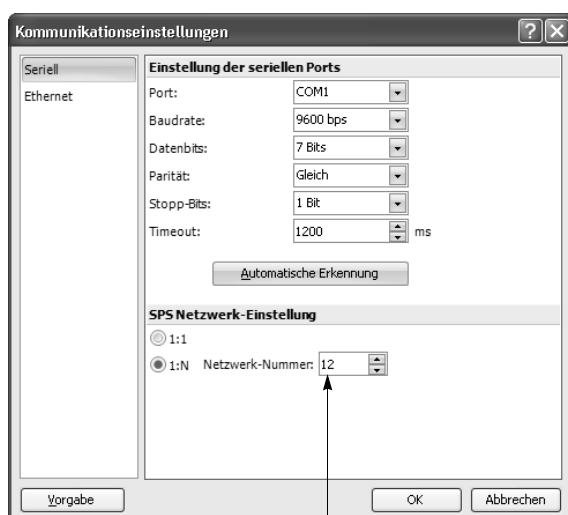 Kommunikationseinstellungen
Seriell
Ethernet
Einstellung der seriellen Ports
Port: COM1
Baudrate: 9600 bps
Datenbits: 7 Bits
Parität: Gleich
Stopp-Bits: 1 Bit
Timeout: 1200 ms
Automatische Erkennung
SPS Netzwerk-Einstellung
1:1
1:N Netzwerk-Nummer: 12
Vorgabe OK Abbrechen